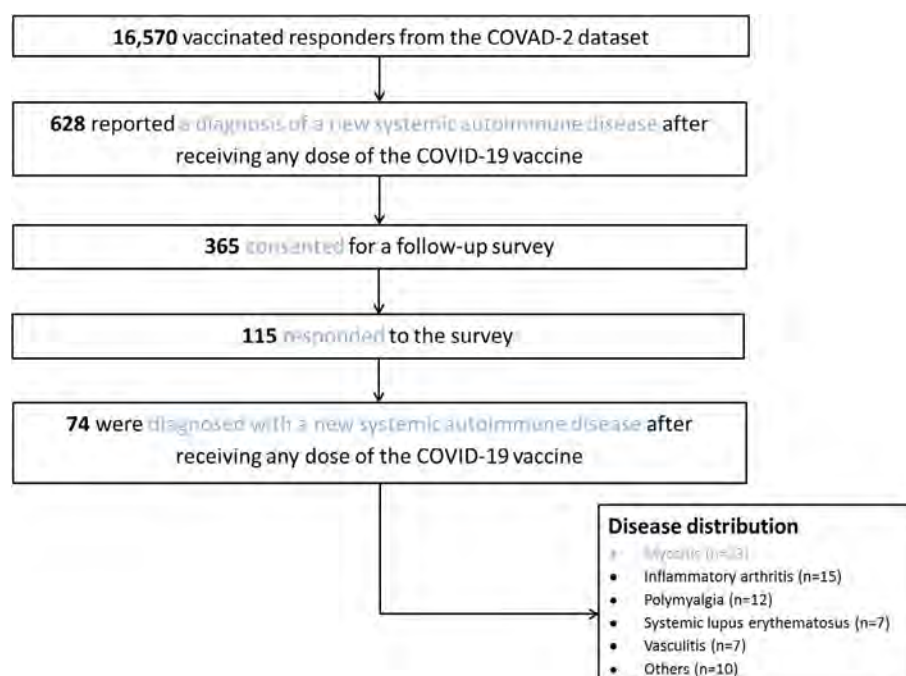 16,570 vaccinated responders from the COVAD-2 dataset
628 reported a diagnosis of a new systemic autoimmune disease after
receiving any dose of the COVID-19 vaccine
365 consented for a follow-up survey
115 responded to the survey
74 were diagnosed with a new systemic autoimmune disease after
receiving any dose of the COVID-19 vaccine
Disease distribution
• Myositis (n=23)
• Inflammatory arthritis (n=15)
• Polymyalgia (n=12)
• Systemic lupus erythematosus (n=7)
• Vasculitis (n=7)
• Others (n=10)